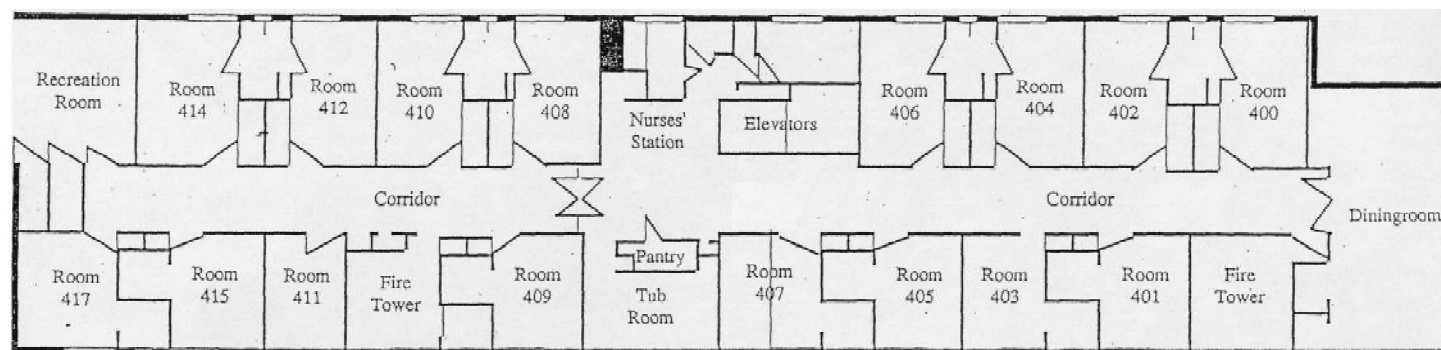 Recreation
Room
Room
414
Room
412
Room
410
Room
408
Nurses'
Station
Elevators
Room
406
Room
404
Room
402
Room
400
Corridor
Corridor
Diningroom
Room
417
Room
415
Room
411
Fire
Tower
Room
409
Pantry
Tub
Room
Room
407
Room
405
Room
403
Room
401
Fire
Tower